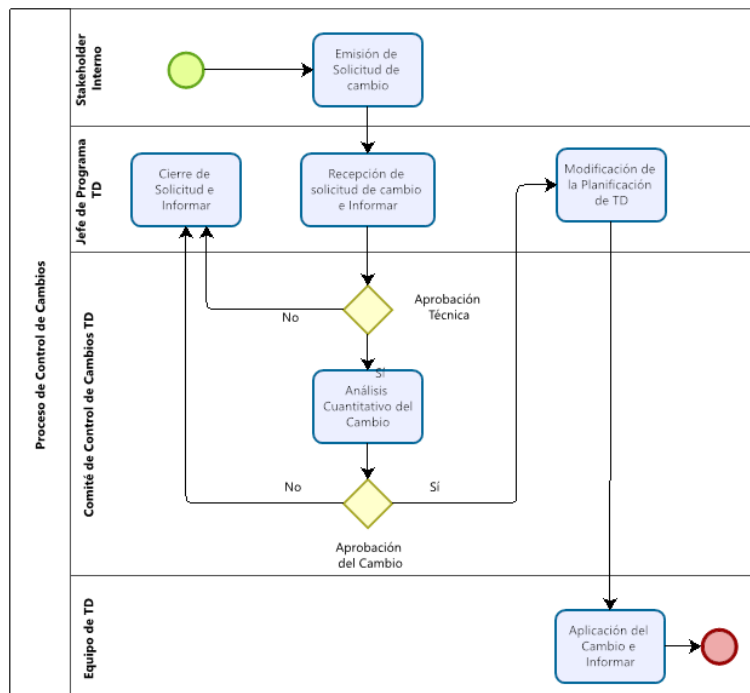 Proceso de Control de Cambios
Stakeholder
Interno
Emisión de
Solicitud de
cambio
Jefe de Programa
TD
Cierre de
Solicitud e
Informar
Recepción de
solicitud de cambio
e Informar
Modificación de
la Planificación
de TD
Comité de Control de Cambios TD
Aprobación
Técnica
No
Sí
Análisis
Cuantitativo del
Cambio
No
Sí
Aprobación
del Cambio
Equipo de TD
Aplicación del
Cambio e
Informar